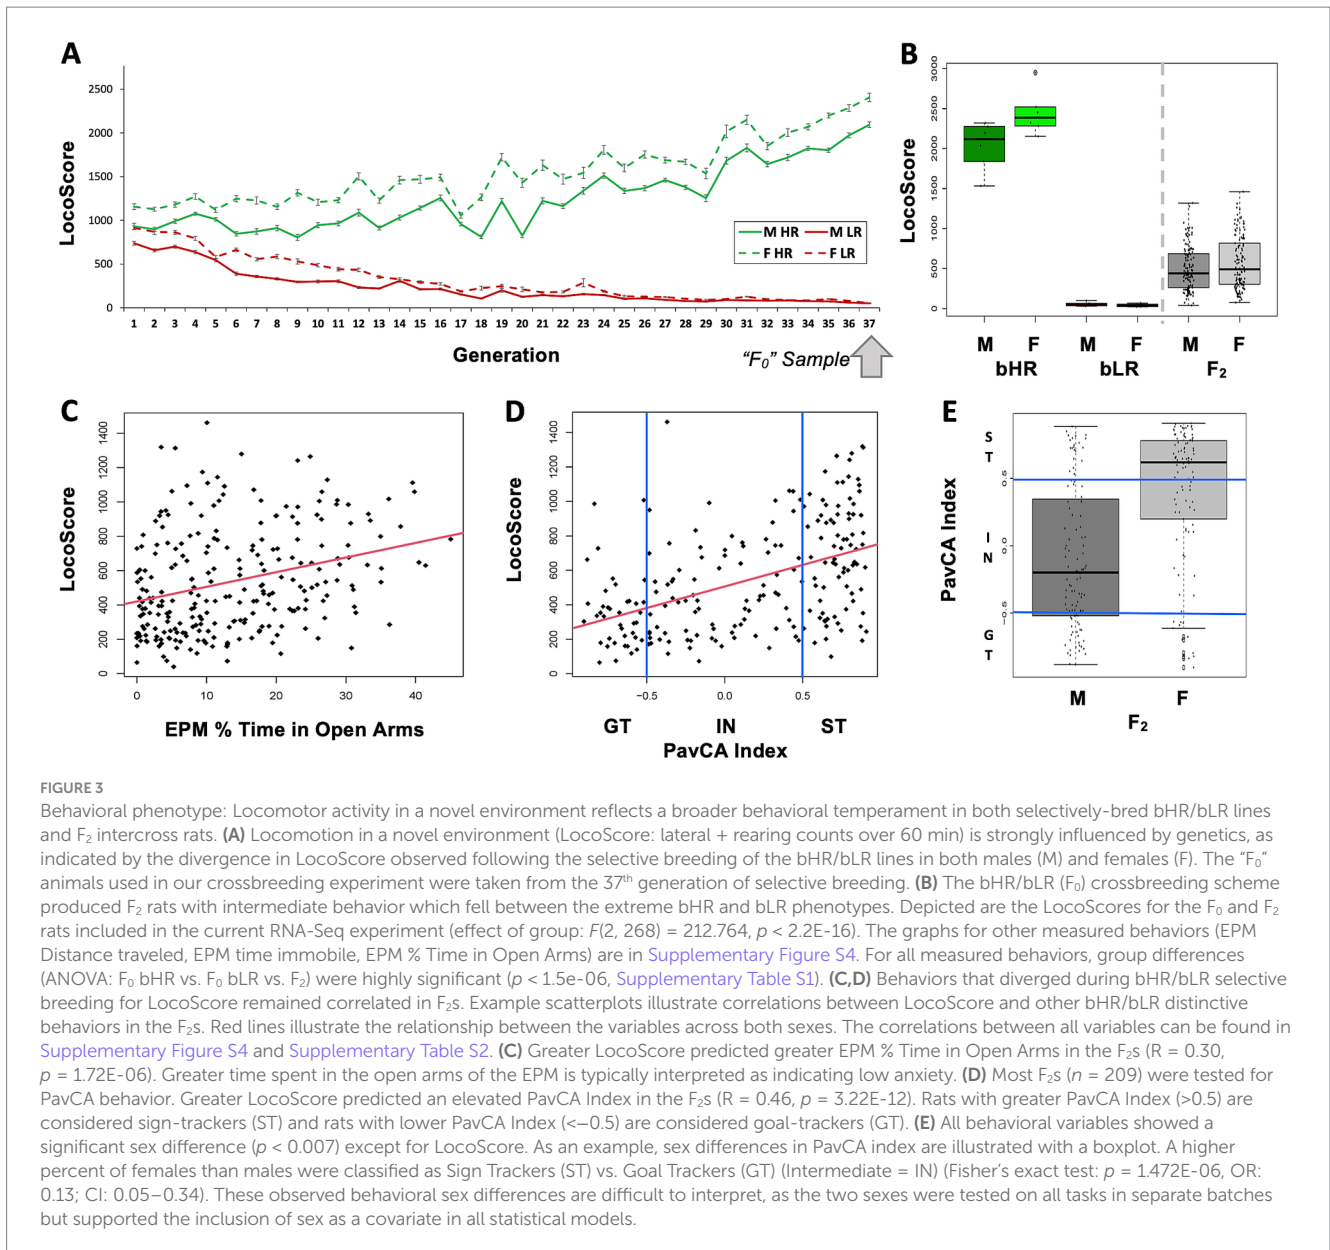 A
LocoScore
2500
2000
1500
1000
500
0
1 2 3 4 5 6 7 8 9 10 11 12 13 14 15 16 17 18 19 20 21 22 23 24 25 26 27 28 29 30 31 32 33 34 35 36 37
M HR M LR
F HR F LR
Generation
"F0" Sample
B
LocoScore
3000
2500
2000
1500
1000
500
0
M F M F M F
bHR bLR F2
C
LocoScore
1400
1200
1000
800
600
400
200
0
0 10 20 30 40
EPM % Time in Open Arms
D
LocoScore
1400
1200
1000
800
600
400
200
0
−0.5 0.0 0.5
GT IN ST
PavCA Index
E
PavCA Index
S
T
I
N
G
T
0.5
0.0
−0.5
M F
F2
FIGURE 3
Behavioral phenotype: Locomotor activity in a novel environment reflects a broader behavioral temperament in both selectively-bred bHR/bLR lines
and F2 intercross rats. (A) Locomotion in a novel environment (LocoScore: lateral + rearing counts over 60 min) is strongly influenced by genetics, as
indicated by the divergence in LocoScore observed following the selective breeding of the bHR/bLR lines in both males (M) and females (F). The "F0"
animals used in our crossbreeding experiment were taken from the 37th generation of selective breeding. (B) The bHR/bLR (F0) crossbreeding scheme
produced F2 rats with intermediate behavior which fell between the extreme bHR and bLR phenotypes. Depicted are the LocoScores for the F0 and F2
rats included in the current RNA-Seq experiment (effect of group: F(2, 268) = 212.764, p < 2.2E-16). The graphs for other measured behaviors (EPM
Distance traveled, EPM time immobile, EPM % Time in Open Arms) are in Supplementary Figure S4. For all measured behaviors, group differences
(ANOVA: F0 bHR vs. F0 bLR vs. F2) were highly significant (p < 1.5e-06, Supplementary Table S1). (C,D) Behaviors that diverged during bHR/bLR selective
breeding for LocoScore remained correlated in F2s. Example scatterplots illustrate correlations between LocoScore and other bHR/bLR distinctive
behaviors in the F2s. Red lines illustrate the relationship between the variables across both sexes. The correlations between all variables can be found in
Supplementary Figure S4 and Supplementary Table S2. (C) Greater LocoScore predicted greater EPM % Time in Open Arms in the F2s (R = 0.30,
p = 1.72E-06). Greater time spent in the open arms of the EPM is typically interpreted as indicating low anxiety. (D) Most F2s (n = 209) were tested for
PavCA behavior. Greater LocoScore predicted an elevated PavCA Index in the F2s (R = 0.46, p = 3.22E-12). Rats with greater PavCA Index (>0.5) are
considered sign-trackers (ST) and rats with lower PavCA Index (<−0.5) are considered goal-trackers (GT). (E) All behavioral variables showed a
significant sex difference (p < 0.007) except for LocoScore. As an example, sex differences in PavCA index are illustrated with a boxplot. A higher
percent of females than males were classified as Sign Trackers (ST) vs. Goal Trackers (GT) (Intermediate = IN) (Fisher's exact test: p = 1.472E-06, OR:
0.13; CI: 0.05–0.34). These observed behavioral sex differences are difficult to interpret, as the two sexes were tested on all tasks in separate batches
but supported the inclusion of sex as a covariate in all statistical models.